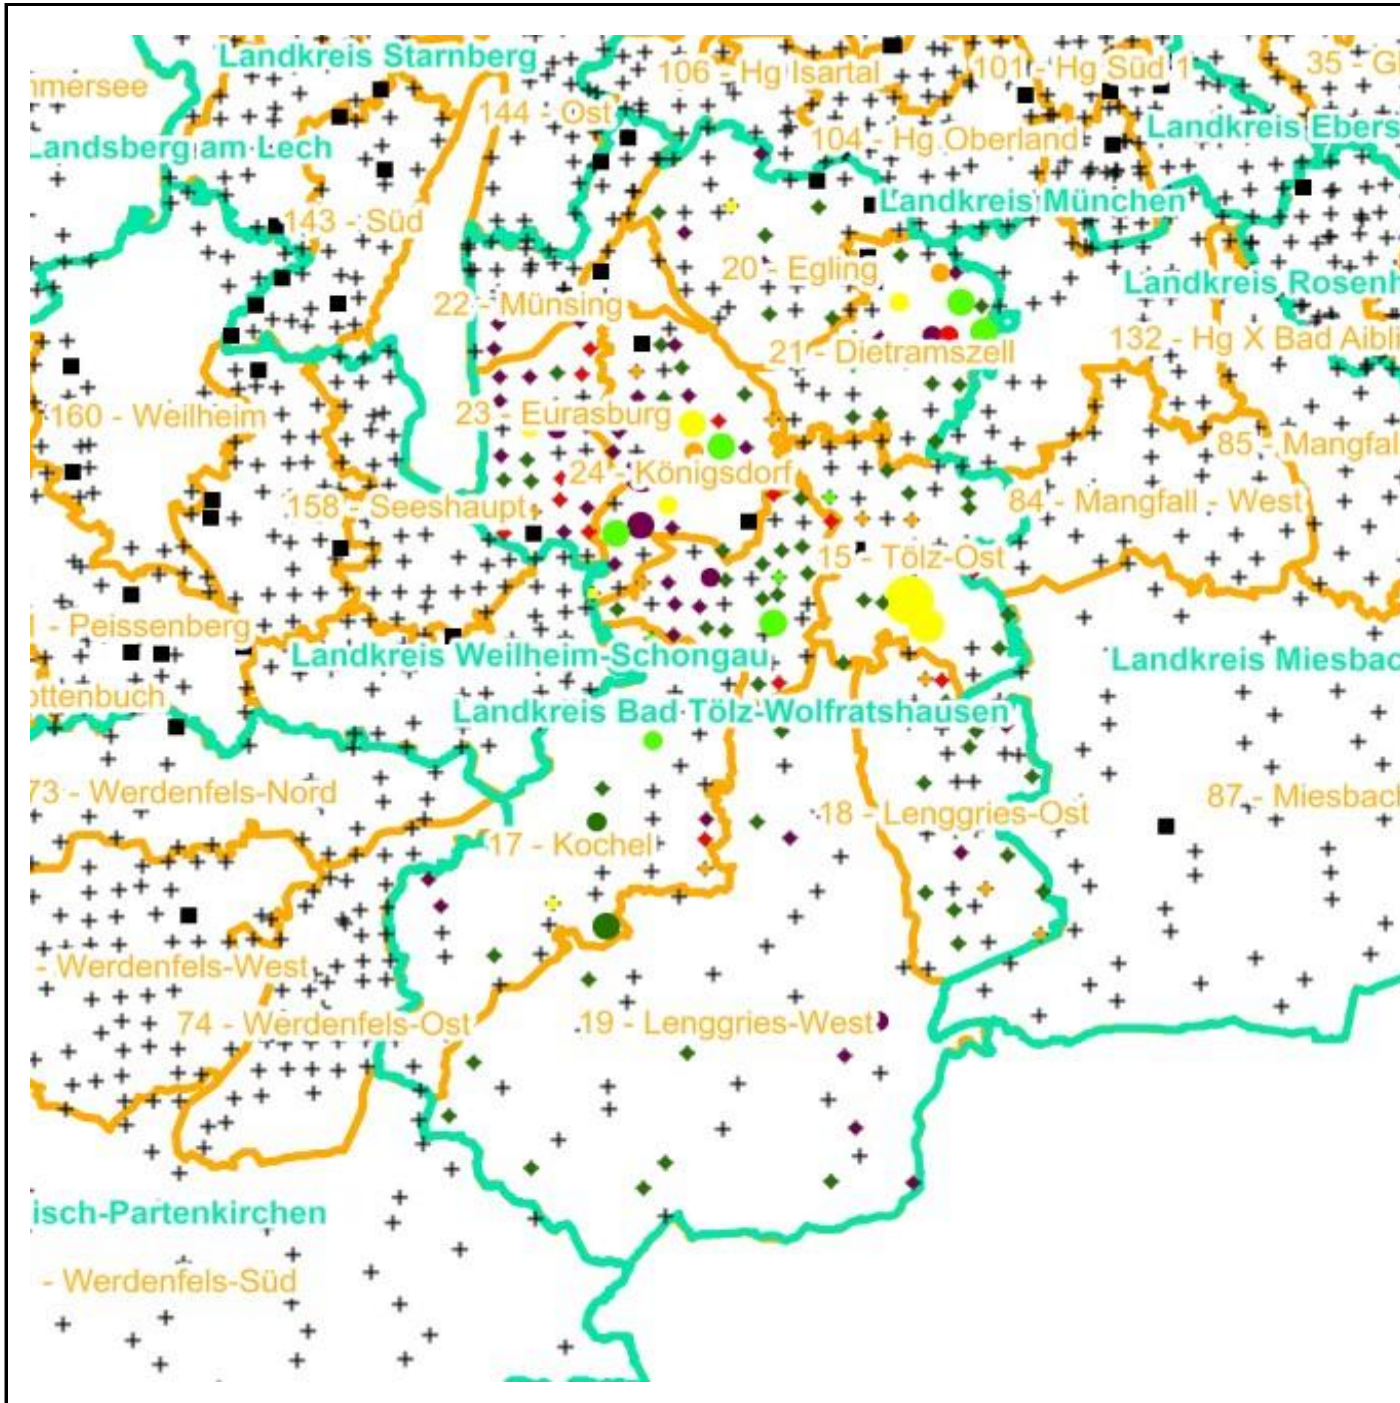 Landkreis Starnberg
106 - Hg Isartal
101 - Hg Süd 1
35 - Gl
mmersee
144 - Ost
Landkreis Ebers
104 - Hg Oberland
Landsberg am Lech
Landkreis München
143 - Süd
20 - Egling
Landkreis Rosenh
22 - Münsing
132 - Hg X Bad Aibli
21 - Dietramszell
160 - Weilheim
23 - Eurasburg
85 - Mangfal
24 - Königsdorf
158 - Seeshaupt
84 - Mangfall - West
15 - Tölz-Ost
- Peissenberg
Landkreis Weilheim-Schongau
Landkreis Miesbac
ottenbuch
Landkreis Bad Tölz-Wolfratshausen
73 - Werdenfels-Nord
87 - Miesbach
18 - Lenggries-Ost
17 - Kochel
- Werdenfels-West
74 - Werdenfels-Ost
19 - Lenggries-West
isch-Partenkirchen
- Werdenfels-Süd